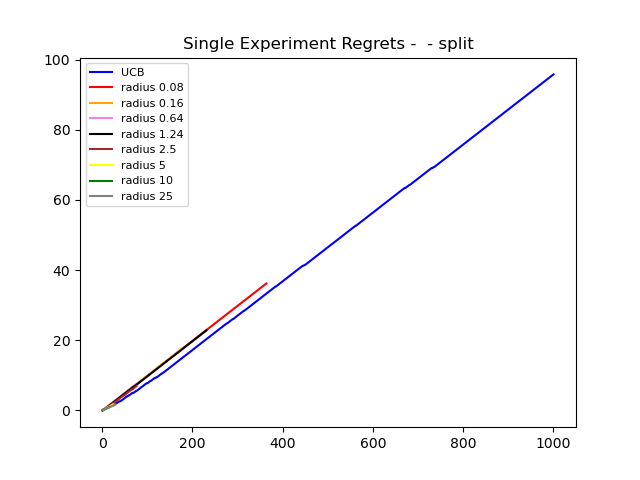 Single Experiment Regrets -  - split
100
80
60
40
20
0
UCB
radius 0.08
radius 0.16
radius 0.64
radius 1.24
radius 2.5
radius 5
radius 10
radius 25
0 200 400 600 800 1000